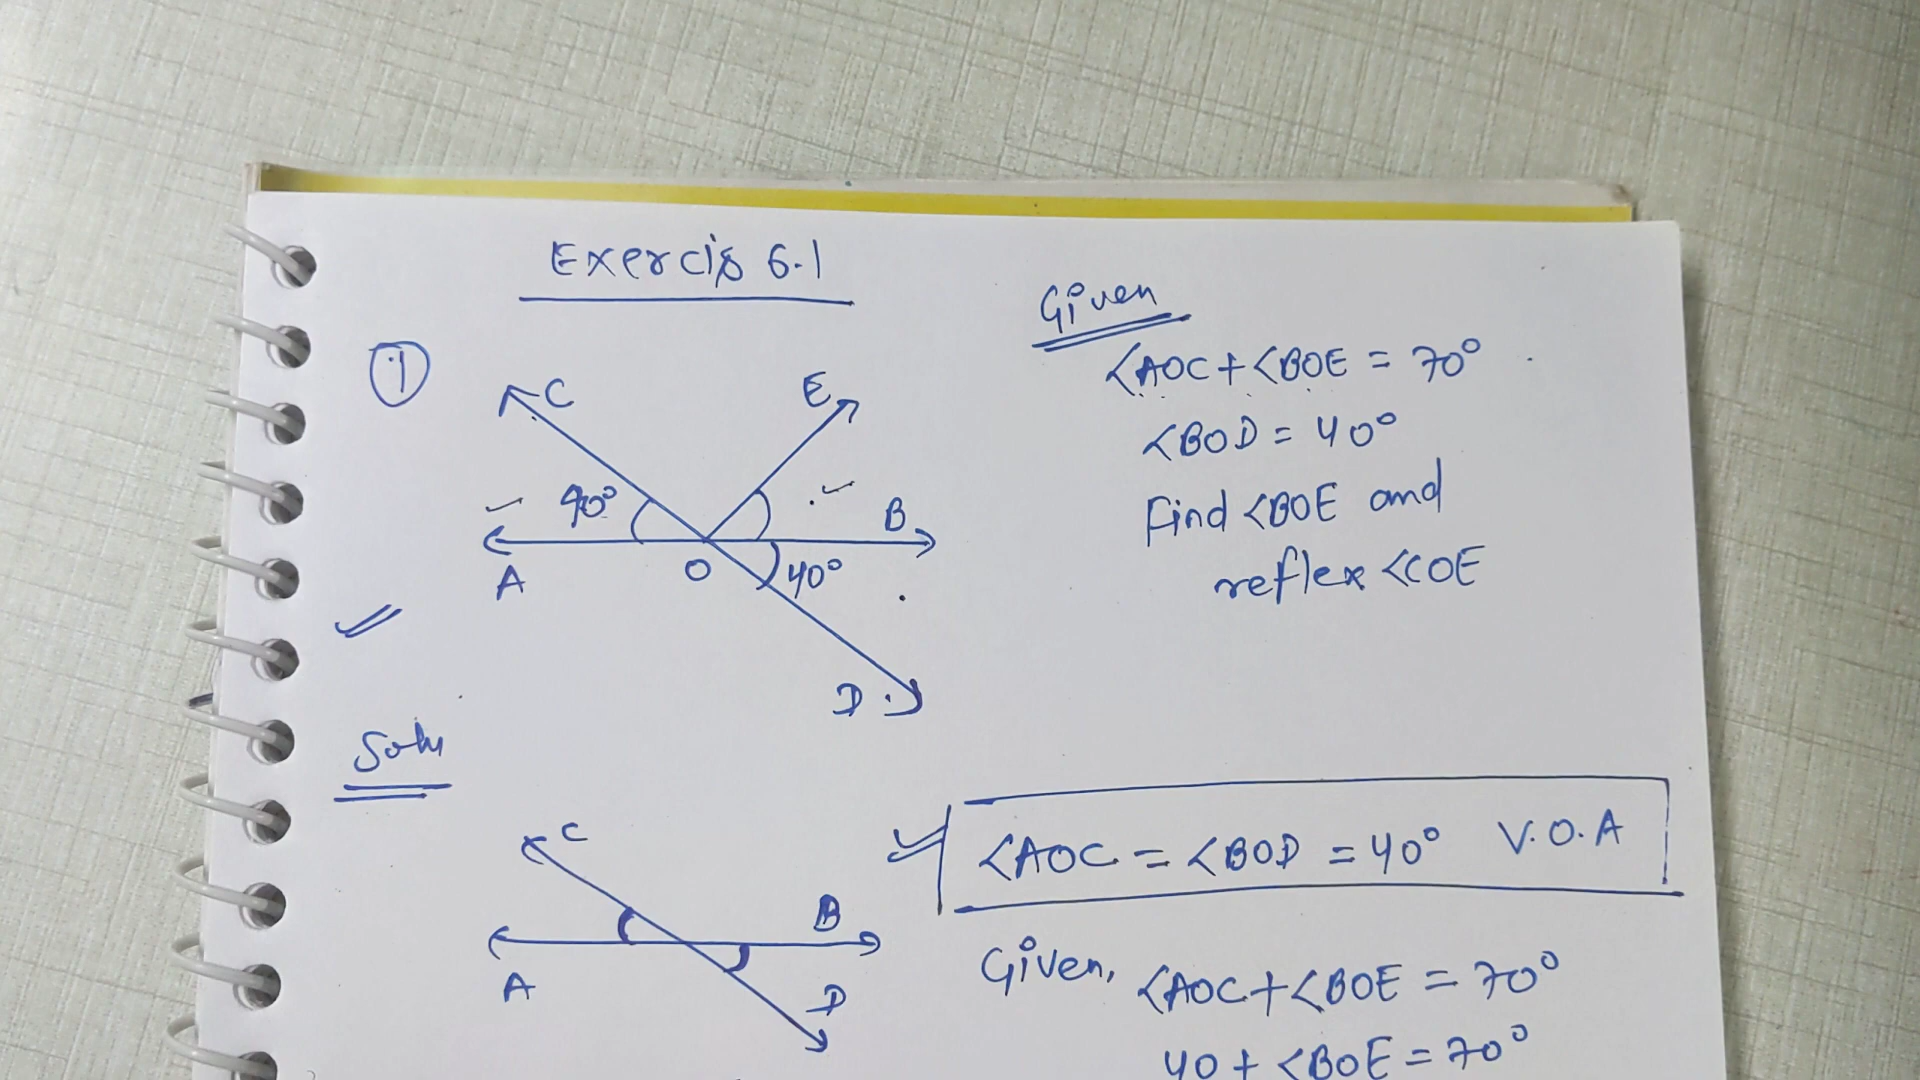 Exercis 6.1
Given
①
∠AOC + ∠BOE = 70°
C
E
∠BOD = 40°
40°
B
Find ∠BOE and
A
O
40°
reflex ∠COE
D
Soln
C
∠AOC = ∠BOD = 40° V.O.A
B
Given, ∠AOC + ∠BOE = 70°
A
D
40 + ∠BOE = 70°